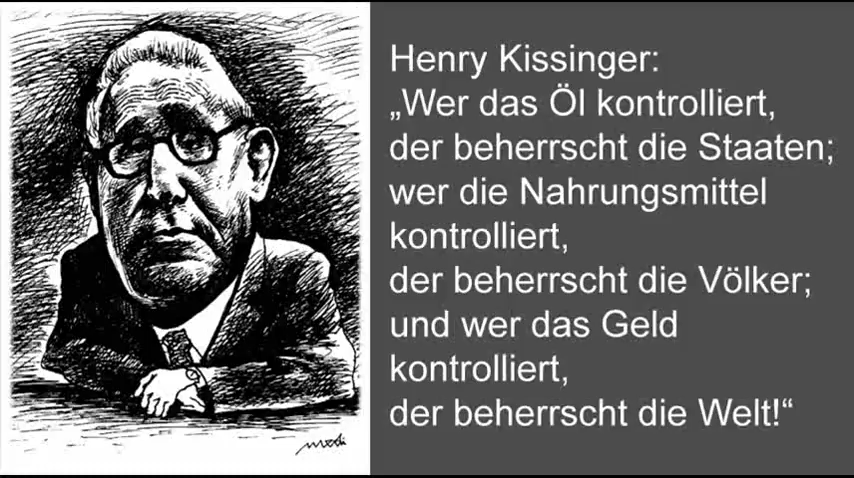 Henry Kissinger:
„Wer das Öl kontrolliert,
der beherrscht die Staaten;
wer die Nahrungsmittel
kontrolliert,
der beherrscht die Völker;
und wer das Geld
kontrolliert,
der beherrscht die Welt!“